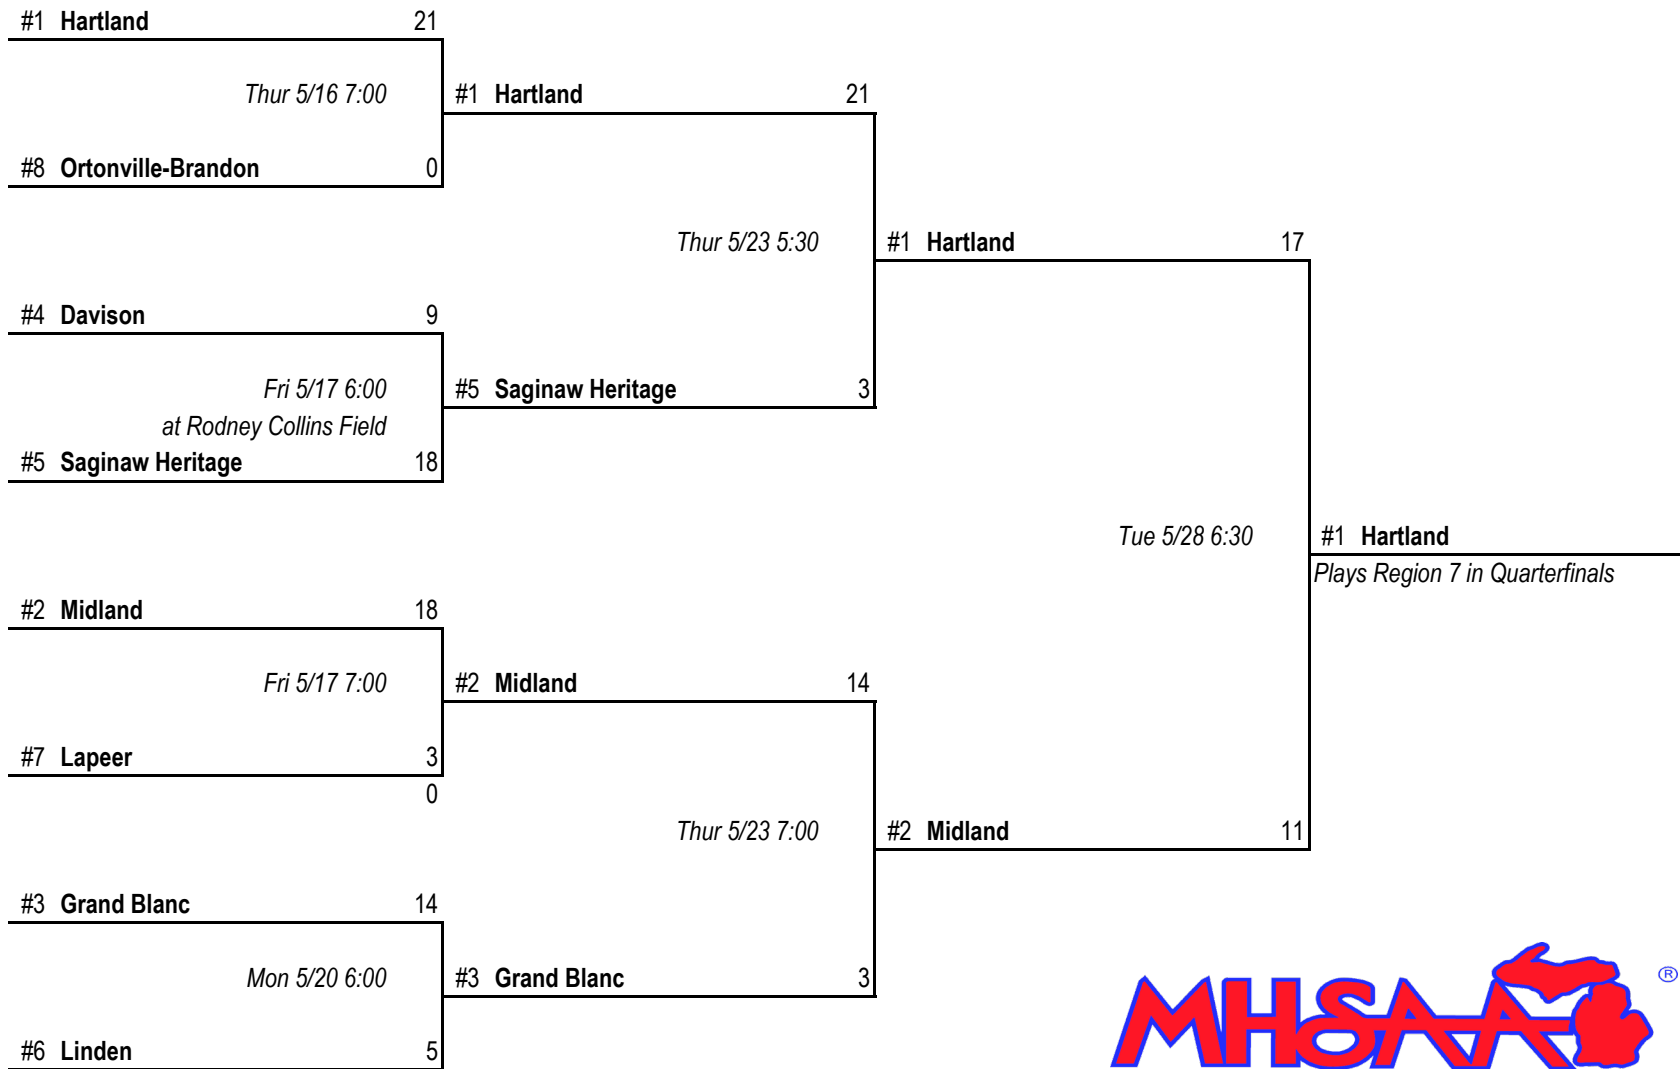 #1 Hartland 21
Thur 5/16 7:00
#1 Hartland 21
#8 Ortonville-Brandon 0
Thur 5/23 5:30
#1 Hartland 17
#4 Davison 9
Fri 5/17 6:00
#5 Saginaw Heritage 3
at Rodney Collins Field
#5 Saginaw Heritage 18
Tue 5/28 6:30
#1 Hartland
Plays Region 7 in Quarterfinals
#2 Midland 18
Fri 5/17 7:00
#2 Midland 14
#7 Lapeer 3
0
Thur 5/23 7:00
#2 Midland 11
#3 Grand Blanc 14
Mon 5/20 6:00
#3 Grand Blanc 3
#6 Linden 5
MHSAA ®